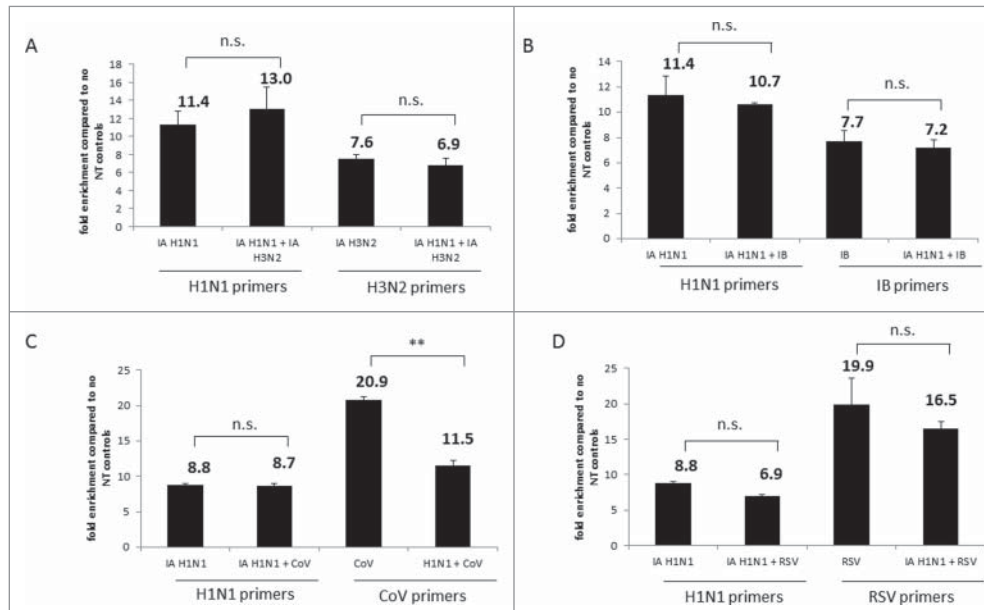 A
n.s.
fold enrichment compared to no
NT controls
18
16
14
12
10
8
6
4
2
0
11.4
13.0
n.s.
7.6
6.9
IA H1N1
IA H1N1 + IA
H3N2
IA H3N2
IA H1N1 + IA
H3N2
H1N1 primers
H3N2 primers
B
n.s.
fold enrichment compared to no
NT controls
14
12
10
8
6
4
2
0
11.4
10.7
n.s.
7.7
7.2
IA H1N1
IA H1N1 + IB
IB
IA H1N1 + IB
H1N1 primers
IB primers
C
**
fold enrichment compared to no
NT controls
25
20
15
10
5
0
n.s.
8.8
8.7
20.9
11.5
IA H1N1
IA H1N1 + CoV
CoV
H1N1 + CoV
H1N1 primers
CoV primers
D
n.s.
fold enrichment compared to no
NT controls
25
20
15
10
5
0
n.s.
8.8
6.9
19.9
16.5
IA H1N1
IA H1N1 + RSV
RSV
IA H1N1 + RSV
H1N1 primers
RSV primers